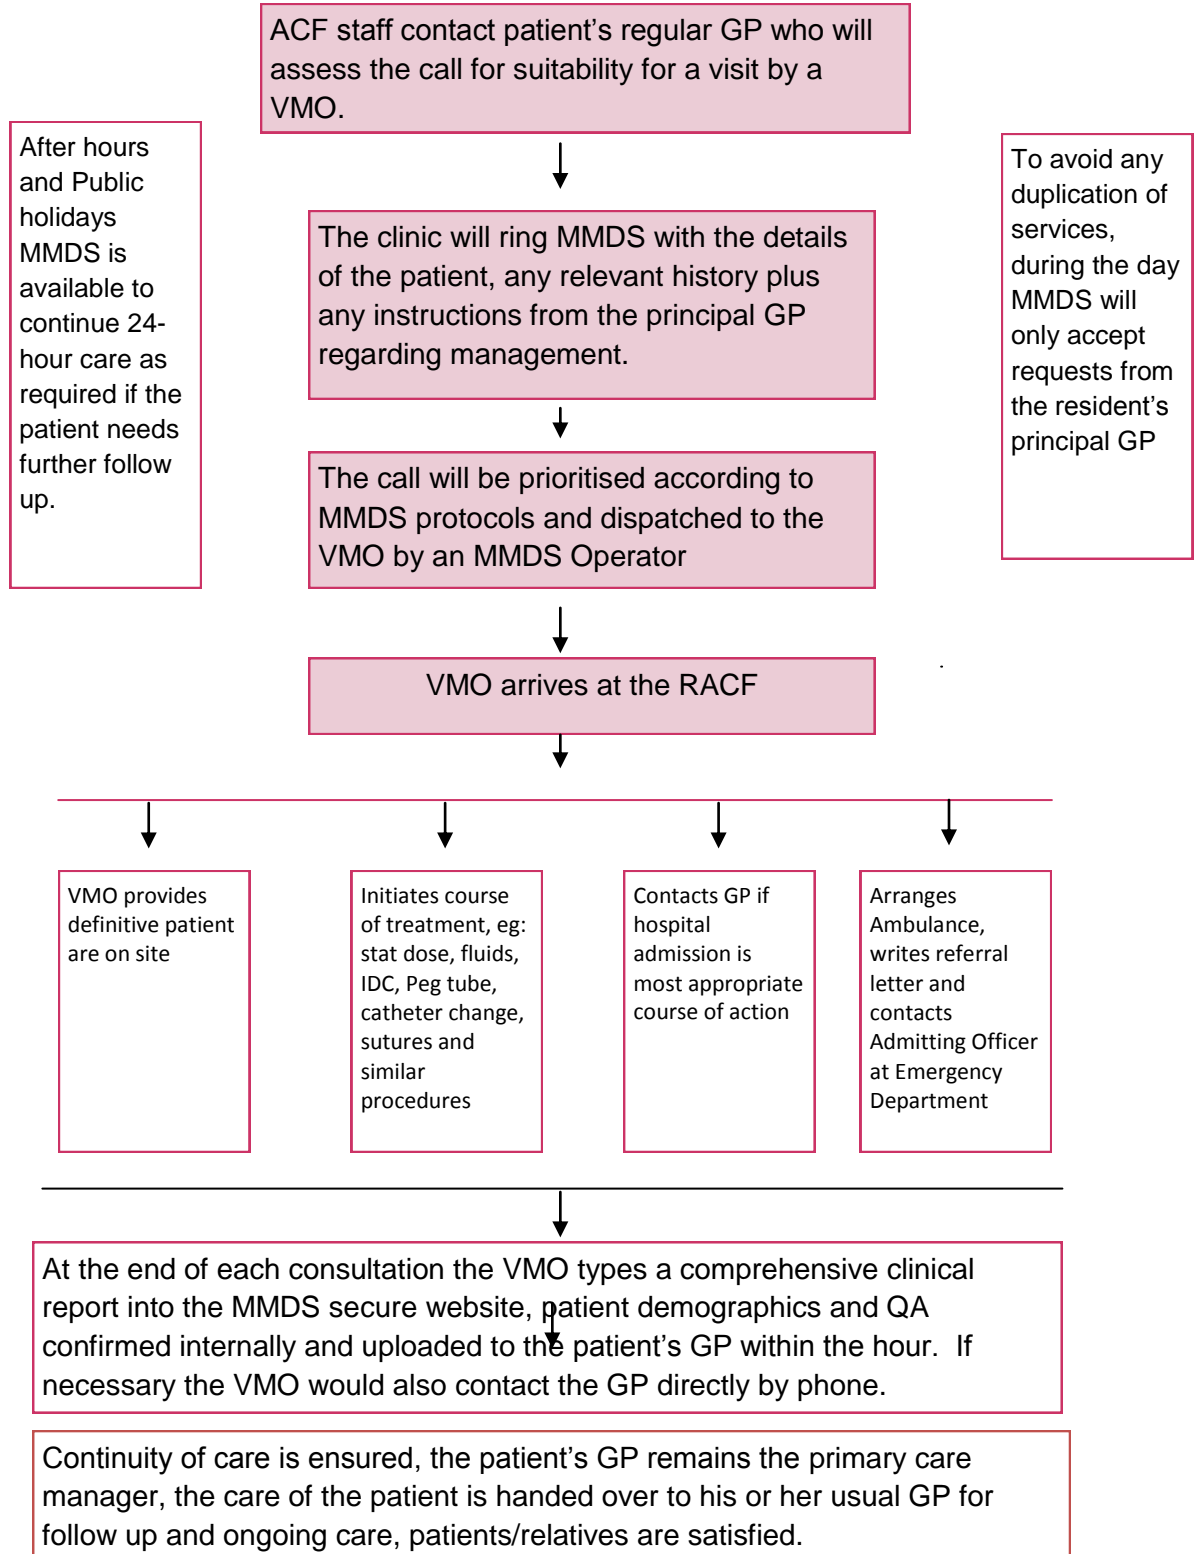 ACF staff contact patient's regular GP who will
assess the call for suitability for a visit by a
VMO.
After hours
and Public
holidays
MMDS is
available to
continue 24-
hour care as
required if the
patient needs
further follow
up.
To avoid any
duplication of
services,
during the day
MMDS will
only accept
requests from
the resident's
principal GP
The clinic will ring MMDS with the details
of the patient, any relevant history plus
any instructions from the principal GP
regarding management.
The call will be prioritised according to
MMDS protocols and dispatched to the
VMO by an MMDS Operator
VMO arrives at the RACF
VMO provides
definitive patient
are on site
Initiates course
of treatment, eg:
stat dose, fluids,
IDC, Peg tube,
catheter change,
sutures and
similar
procedures
Contacts GP if
hospital
admission is
most appropriate
course of action
Arranges
Ambulance,
writes referral
letter and
contacts
Admitting Officer
at Emergency
Department
At the end of each consultation the VMO types a comprehensive clinical
report into the MMDS secure website, patient demographics and QA
confirmed internally and uploaded to the patient's GP within the hour.  If
necessary the VMO would also contact the GP directly by phone.
Continuity of care is ensured, the patient's GP remains the primary care
manager, the care of the patient is handed over to his or her usual GP for
follow up and ongoing care, patients/relatives are satisfied.